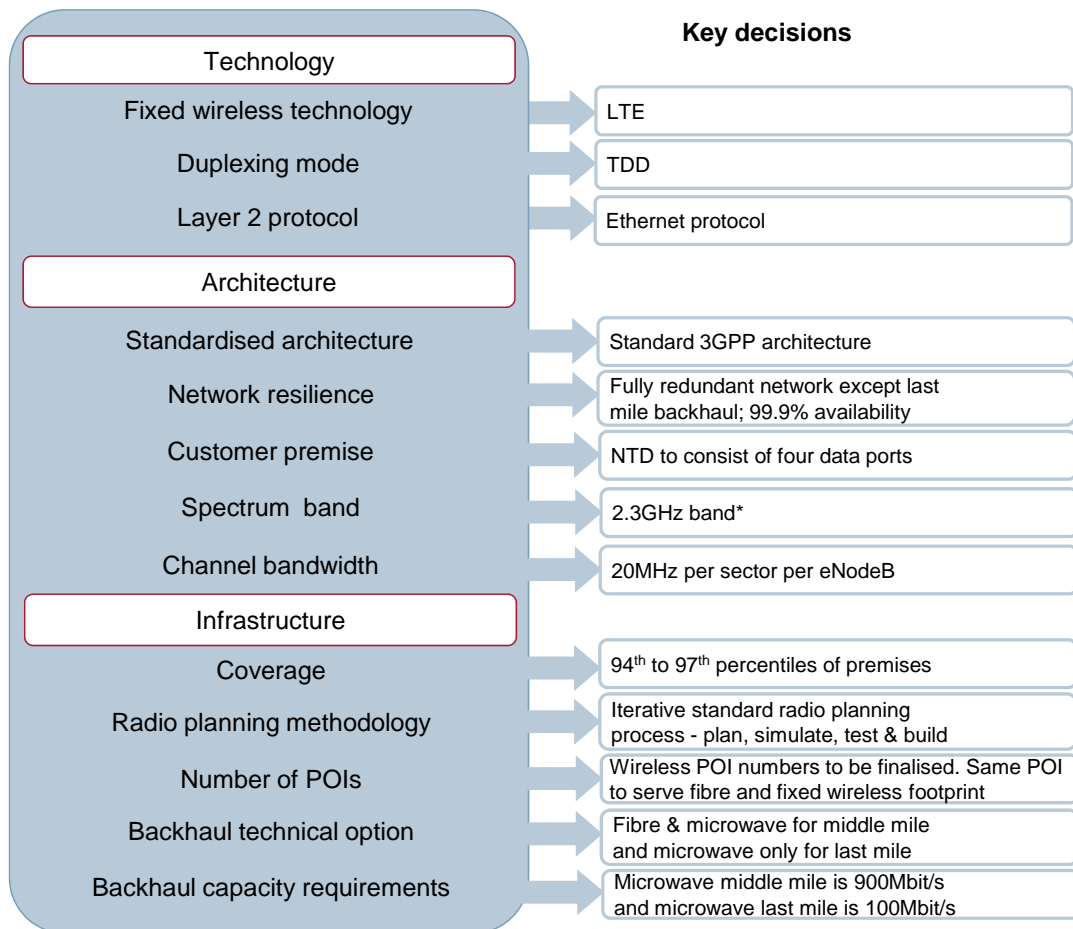 Key decisions
Technology
Fixed wireless technology
LTE
Duplexing mode
TDD
Layer 2 protocol
Ethernet protocol
Architecture
Standardised architecture
Standard 3GPP architecture
Network resilience
Fully redundant network except last
mile backhaul; 99.9% availability
Customer premise
NTD to consist of four data ports
Spectrum band
2.3GHz band*
Channel bandwidth
20MHz per sector per eNodeB
Infrastructure
Coverage
94th to 97th percentiles of premises
Radio planning methodology
Iterative standard radio planning
process - plan, simulate, test & build
Number of POIs
Wireless POI numbers to be finalised. Same POI
to serve fibre and fixed wireless footprint
Backhaul technical option
Fibre & microwave for middle mile
and microwave only for last mile
Backhaul capacity requirements
Microwave middle mile is 900Mbit/s
and microwave last mile is 100Mbit/s